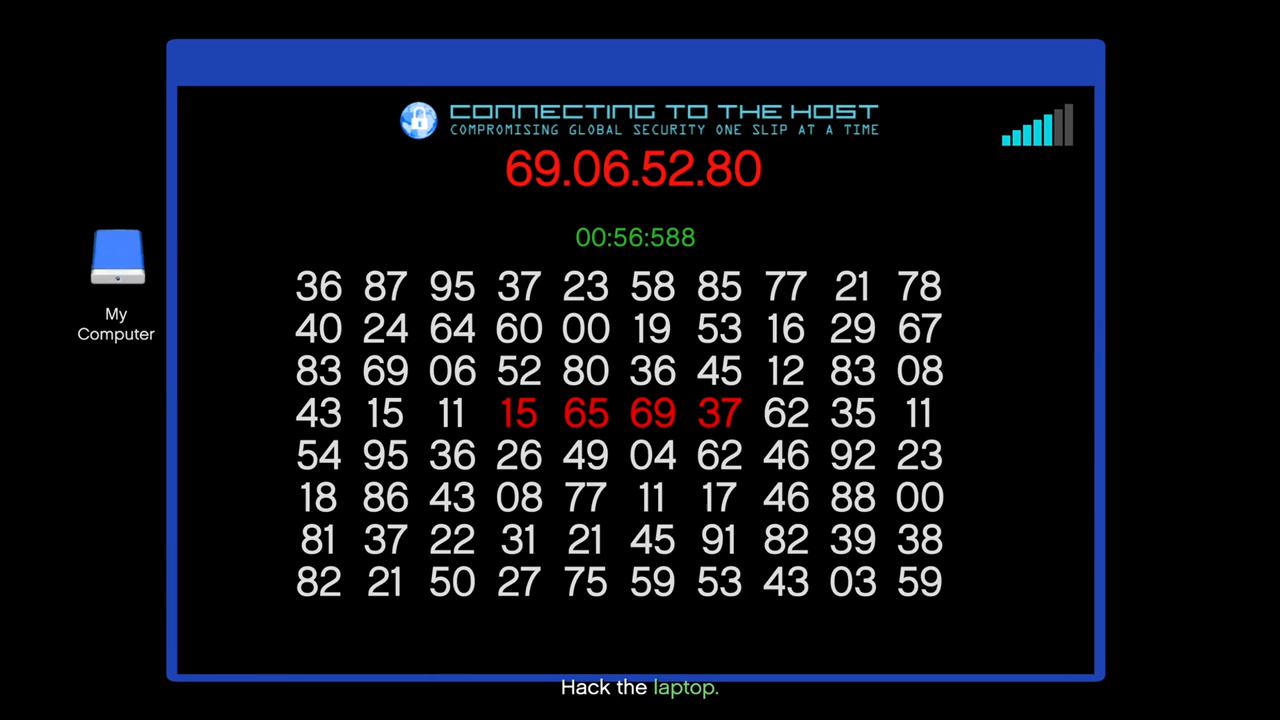 CONNECTING TO THE HOST
COMPROMISING GLOBAL SECURITY ONE SLIP AT A TIME
69.06.52.80
00:56:588
36 87 95 37 23 58 85 77 21 78
40 24 64 60 00 19 53 16 29 67
83 69 06 52 80 36 45 12 83 08
43 15 11 15 65 69 37 62 35 11
54 95 36 26 49 04 62 46 92 23
18 86 43 08 77 11 17 46 88 00
81 37 22 31 21 45 91 82 39 38
82 21 50 27 75 59 53 43 03 59
My
Computer
Hack the laptop.